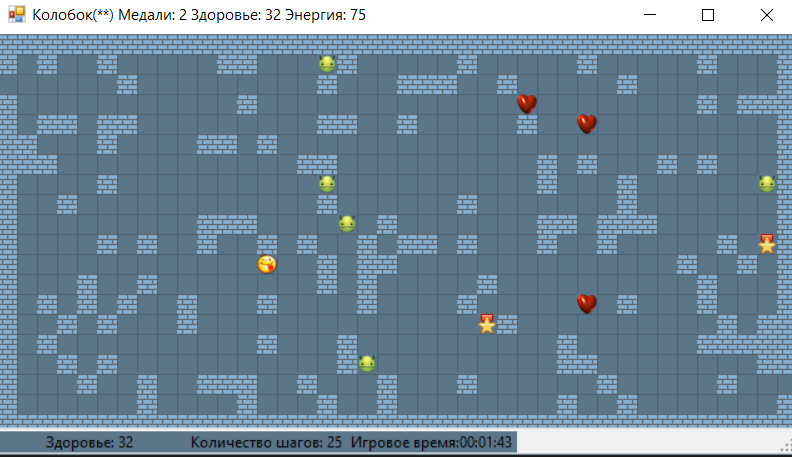 Колобок(**) Медали: 2 Здоровье: 32 Энергия: 75
Здоровье: 32 Количество шагов: 25 Игровое время:00:01:43